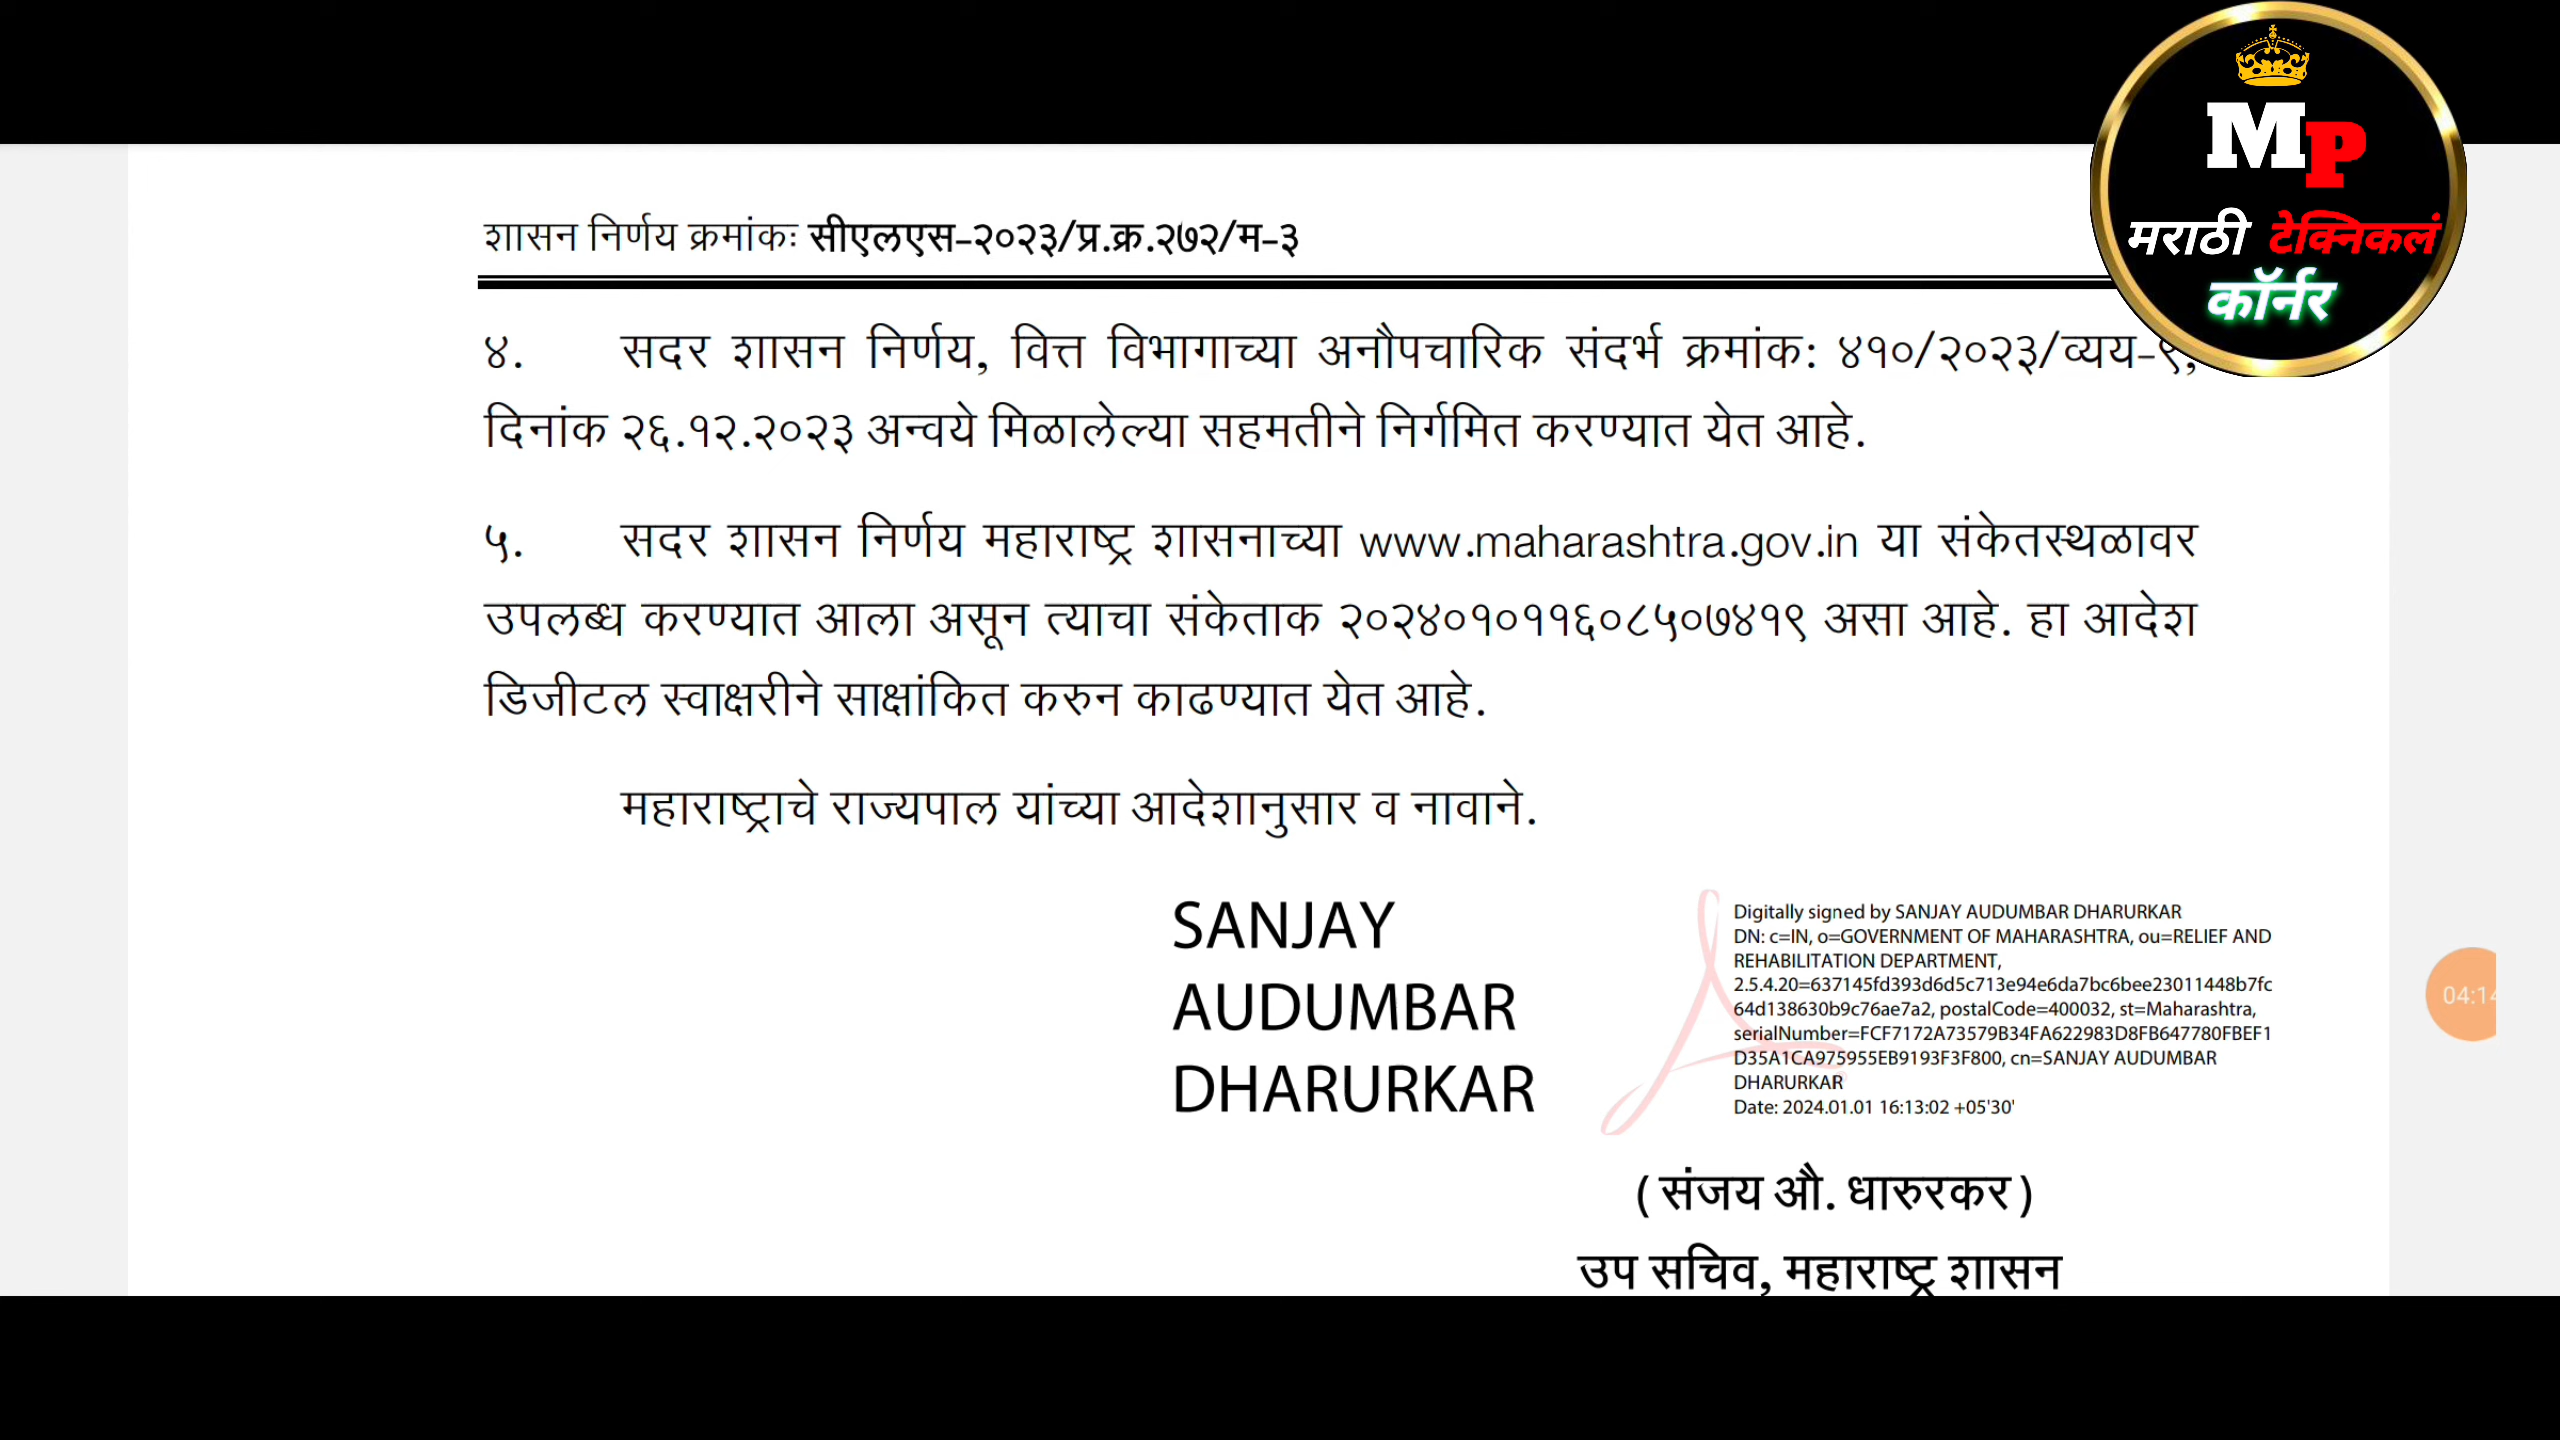 MP
मराठी टेक्निकलं
कॉर्नर
शासन निर्णय क्रमांकः सीएलएस-२०२३/प्र.क्र.२७२/म-३
४. सदर शासन निर्णय, वित्त विभागाच्या अनौपचारिक संदर्भ क्रमांक: ४१०/२०२३/व्यय-९,
दिनांक २६.१२.२०२३ अन्वये मिळालेल्या सहमतीने निर्गमित करण्यात येत आहे.
५. सदर शासन निर्णय महाराष्ट्र शासनाच्या www.maharashtra.gov.in या संकेतस्थळावर
उपलब्ध करण्यात आला असून त्याचा संकेताक २०२४०१०११६०८५०७४१९ असा आहे. हा आदेश
डिजीटल स्वाक्षरीने साक्षांकित करुन काढण्यात येत आहे.
महाराष्ट्राचे राज्यपाल यांच्या आदेशानुसार व नावाने.
SANJAY
AUDUMBAR
DHARURKAR
Digitally signed by SANJAY AUDUMBAR DHARURKAR
DN: c=IN, o=GOVERNMENT OF MAHARASHTRA, ou=RELIEF AND
REHABILITATION DEPARTMENT,
2.5.4.20=637145fd393d6d5c713e94e6da7bc6bee23011448b7fc
64d138630b9c76ae7a2, postalCode=400032, st=Maharashtra,
serialNumber=FCF7172A73579B34FA622983D8FB647780FBEF1
D35A1CA975955EB9193F3F800, cn=SANJAY AUDUMBAR
DHARURKAR
Date: 2024.01.01 16:13:02 +05'30'
04:14
(संजय औ. धारुरकर)
उप सचिव, महाराष्ट्र शासन